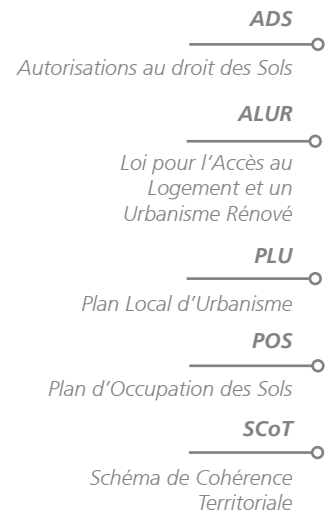 ADS
Autorisations au droit des Sols
ALUR
Loi pour l'Accès au
Logement et un
Urbanisme Rénové
PLU
Plan Local d'Urbanisme
POS
Plan d'Occupation des Sols
SCoT
Schéma de Cohérence
Territoriale